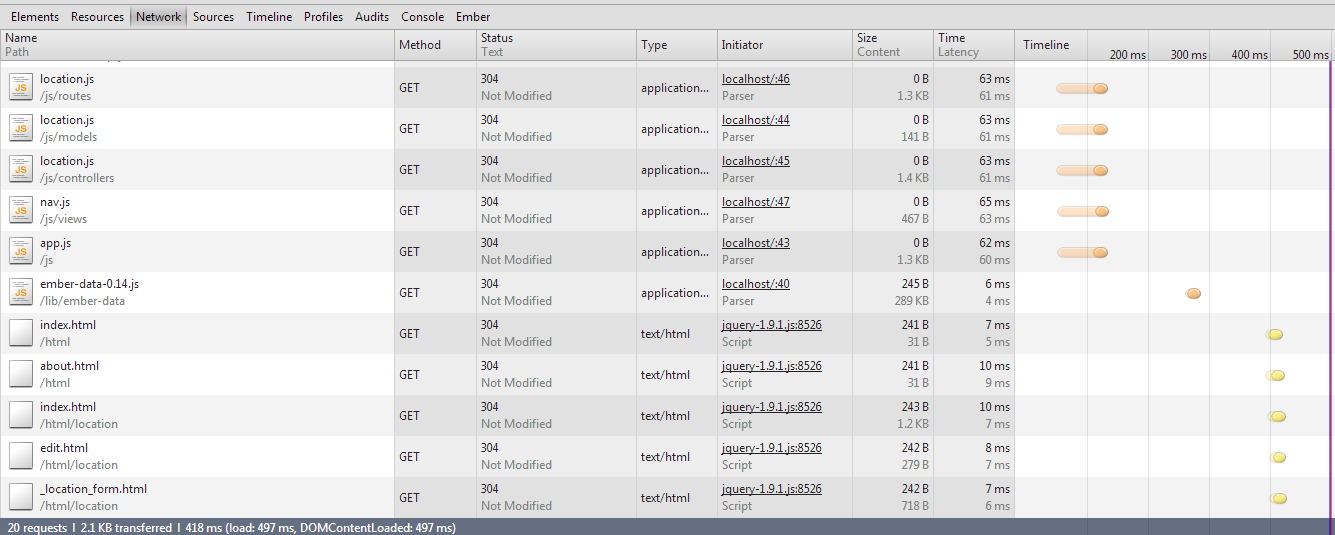 Elements Resources Network Sources Timeline Profiles Audits Console Ember
Name Method Status Type Initiator Size Time Timeline
Path Text Content Latency 200 ms 300 ms 400 ms 500 ms
location.js GET 304 application... localhost/:46 0 B 63 ms
/js/routes Not Modified Parser 1.3 KB 61 ms
location.js GET 304 application... localhost/:44 0 B 63 ms
/js/models Not Modified Parser 141 B 61 ms
location.js GET 304 application... localhost/:45 0 B 63 ms
/js/controllers Not Modified Parser 1.4 KB 61 ms
nav.js GET 304 application... localhost/:47 0 B 65 ms
/js/views Not Modified Parser 467 B 63 ms
app.js GET 304 application... localhost/:43 0 B 62 ms
/js Not Modified Parser 1.3 KB 60 ms
ember-data-0.14.js GET 304 application... localhost/:40 245 B 6 ms
/lib/ember-data Not Modified Parser 289 KB 4 ms
index.html GET 304 text/html jquery-1.9.1.js:8526 241 B 7 ms
/html Not Modified Script 31 B 5 ms
about.html GET 304 text/html jquery-1.9.1.js:8526 241 B 10 ms
/html Not Modified Script 31 B 9 ms
index.html GET 304 text/html jquery-1.9.1.js:8526 243 B 10 ms
/html/location Not Modified Script 1.2 KB 7 ms
edit.html GET 304 text/html jquery-1.9.1.js:8526 242 B 8 ms
/html/location Not Modified Script 279 B 7 ms
_location_form.html GET 304 text/html jquery-1.9.1.js:8526 242 B 7 ms
/html/location Not Modified Script 718 B 6 ms
20 requests | 2.1 KB transferred | 418 ms (load: 497 ms, DOMContentLoaded: 497 ms)